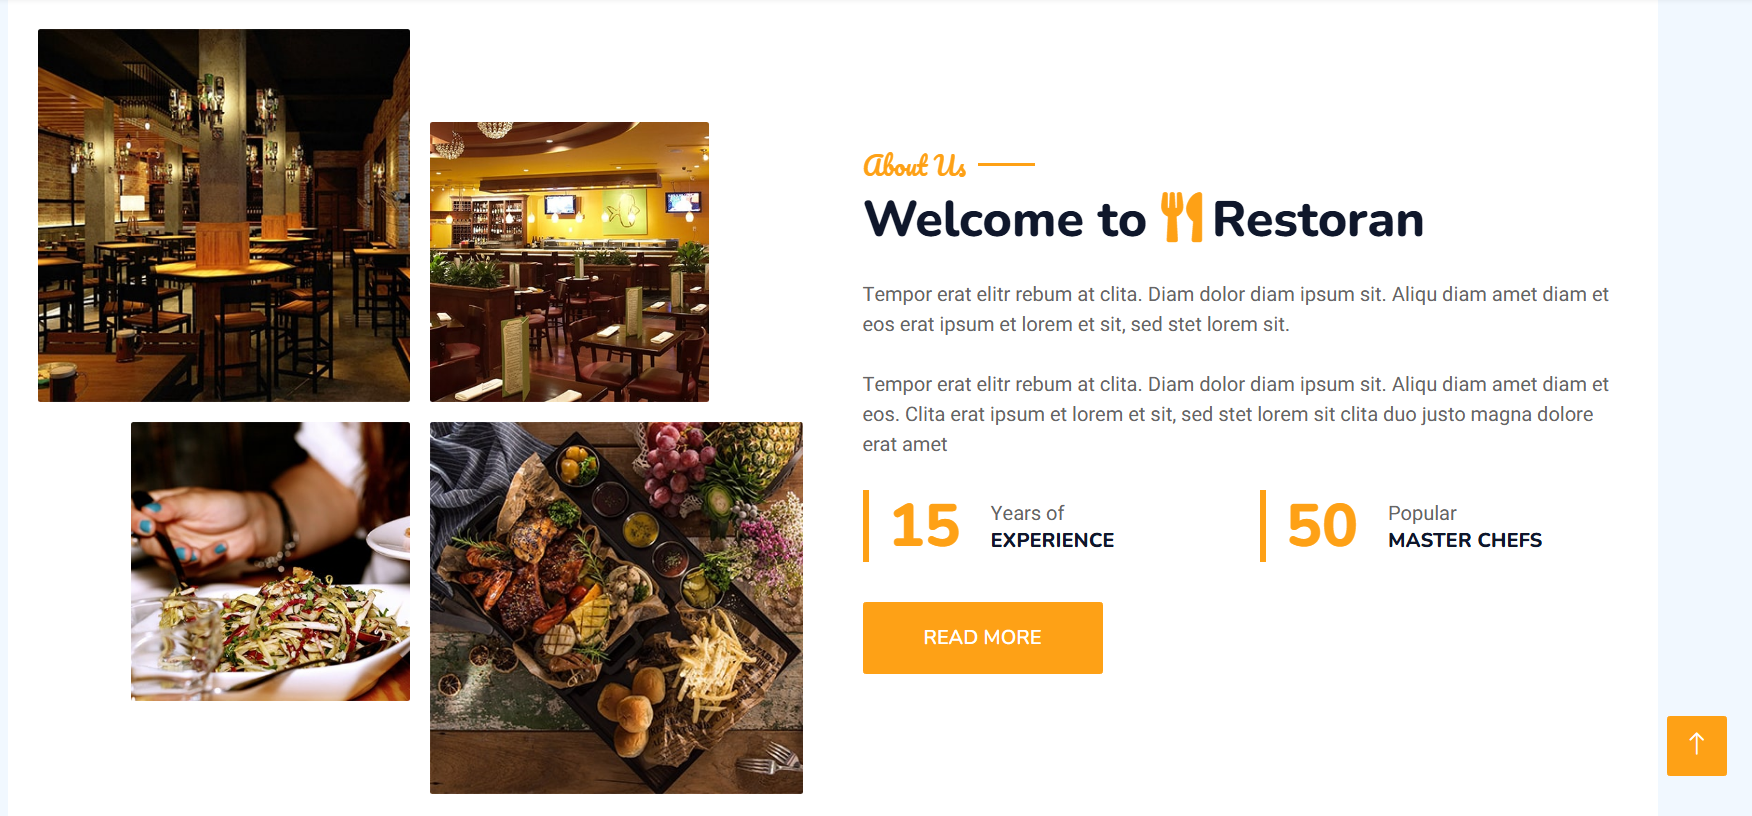 About Us
Welcome to Restoran
Tempor erat elitr rebum at clita. Diam dolor diam ipsum sit. Aliqu diam amet diam et
eos erat ipsum et lorem et sit, sed stet lorem sit.
Tempor erat elitr rebum at clita. Diam dolor diam ipsum sit. Aliqu diam amet diam et
eos. Clita erat ipsum et lorem et sit, sed stet lorem sit clita duo justo magna dolore
erat amet
15 Years of
EXPERIENCE
50 Popular
MASTER CHEFS
READ MORE